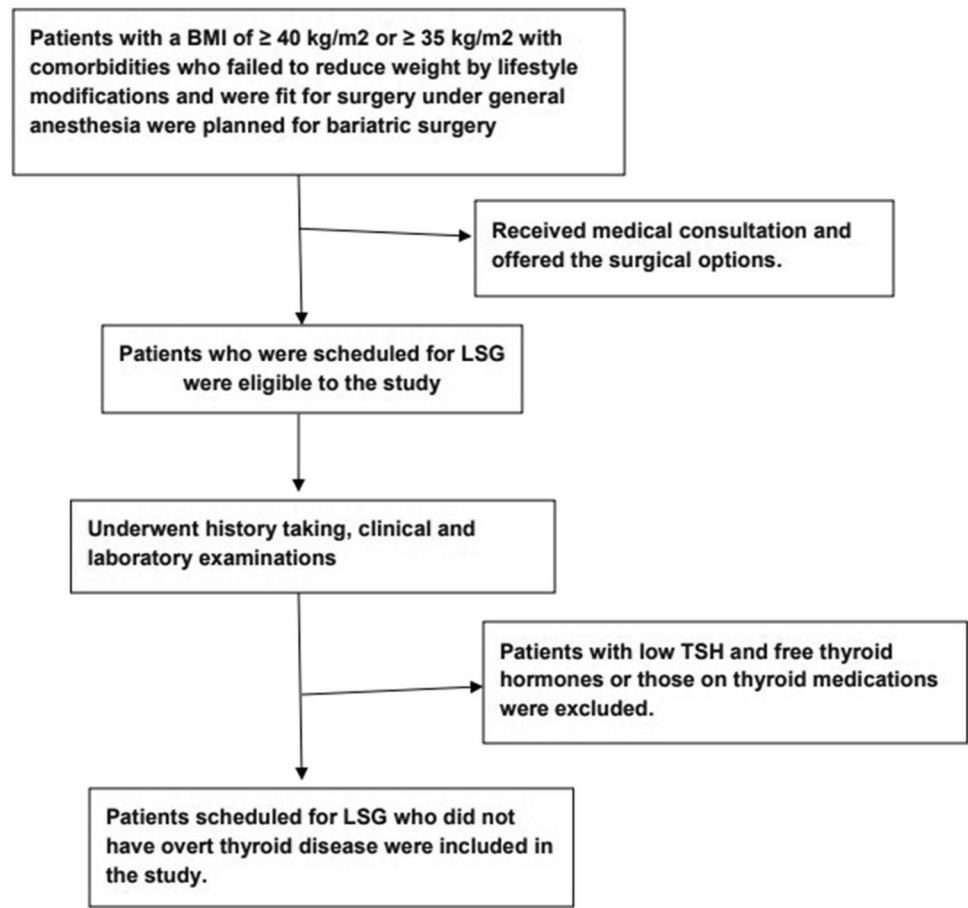 Patients with a BMI of ≥ 40 kg/m2 or ≥ 35 kg/m2 with
comorbidities who failed to reduce weight by lifestyle
modifications and were fit for surgery under general
anesthesia were planned for bariatric surgery
Received medical consultation and
offered the surgical options.
Patients who were scheduled for LSG
were eligible to the study
Underwent history taking, clinical and
laboratory examinations
Patients with low TSH and free thyroid
hormones or those on thyroid medications
were excluded.
Patients scheduled for LSG who did not
have overt thyroid disease were included in
the study.